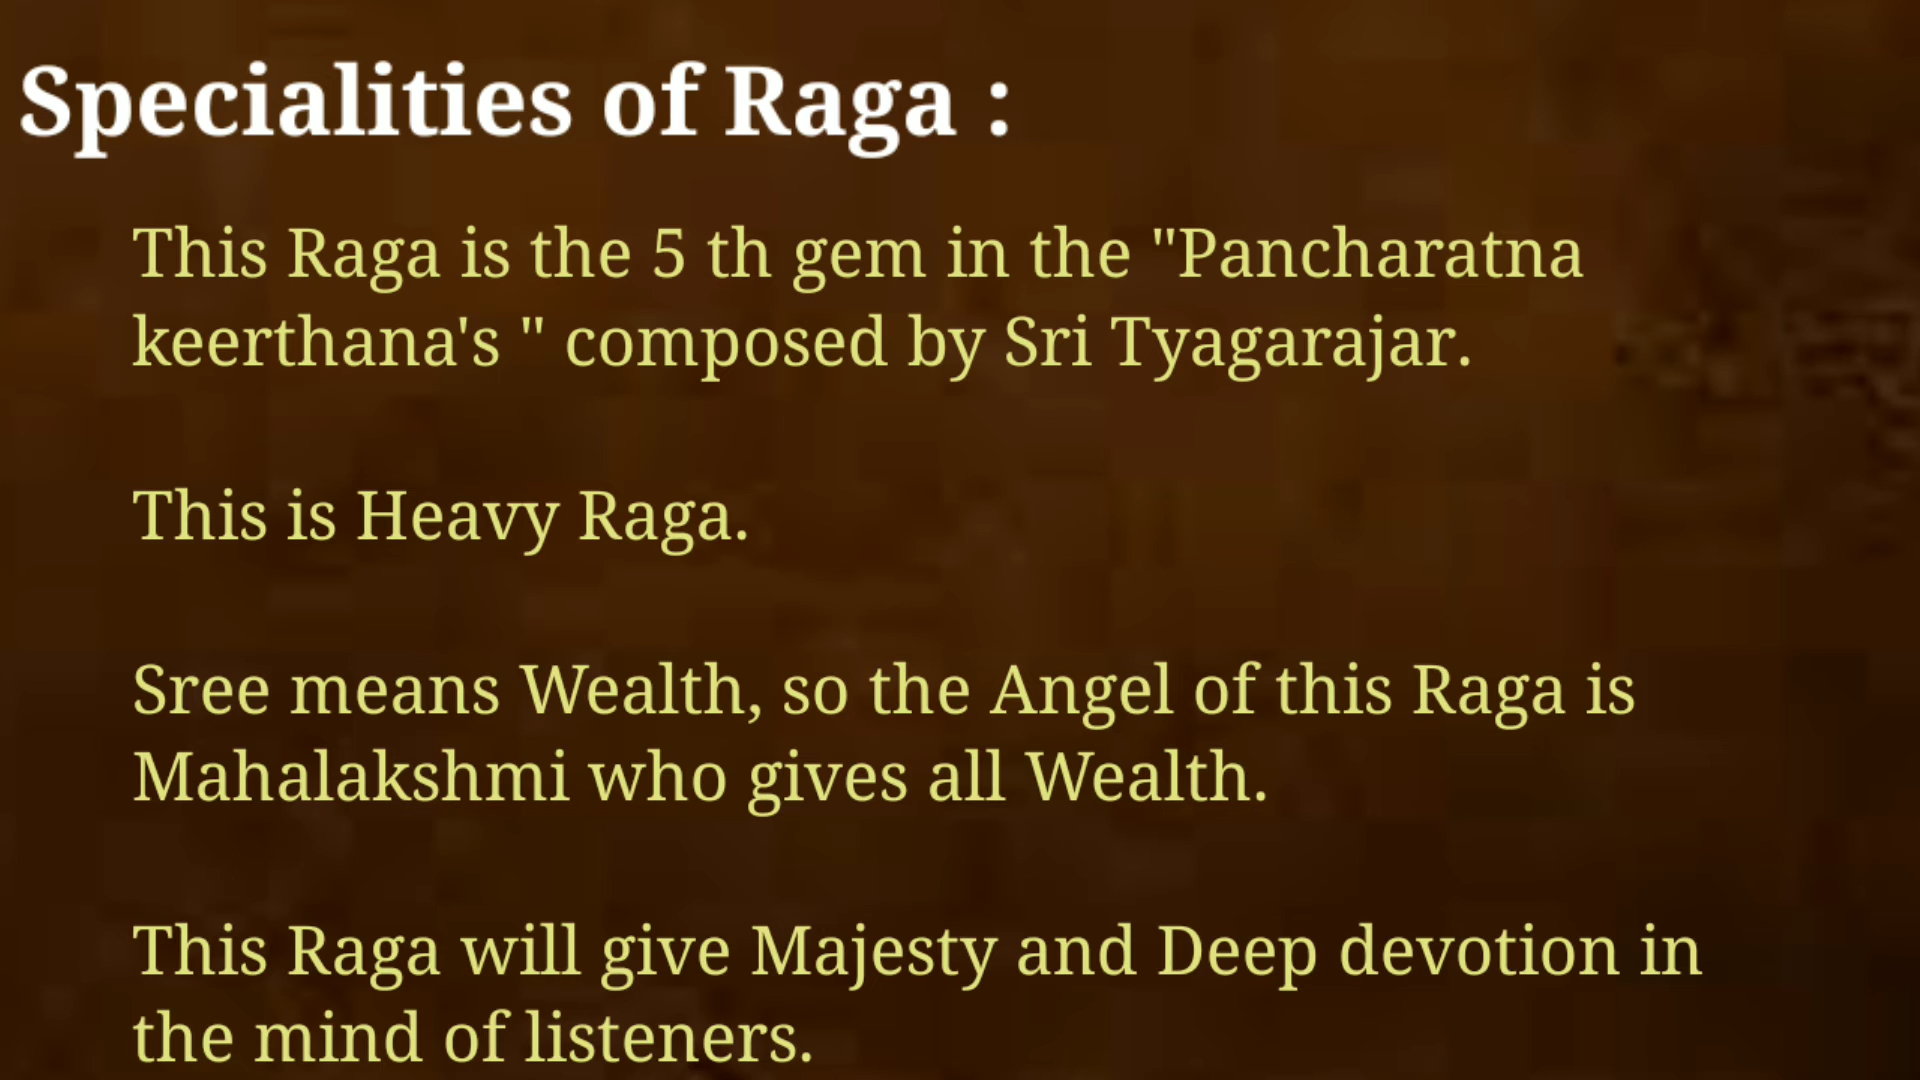 Specialities of Raga :
This Raga is the 5 th gem in the "Pancharatna
keerthana's " composed by Sri Tyagarajar.
This is Heavy Raga.
Sree means Wealth, so the Angel of this Raga is
Mahalakshmi who gives all Wealth.
This Raga will give Majesty and Deep devotion in
the mind of listeners.